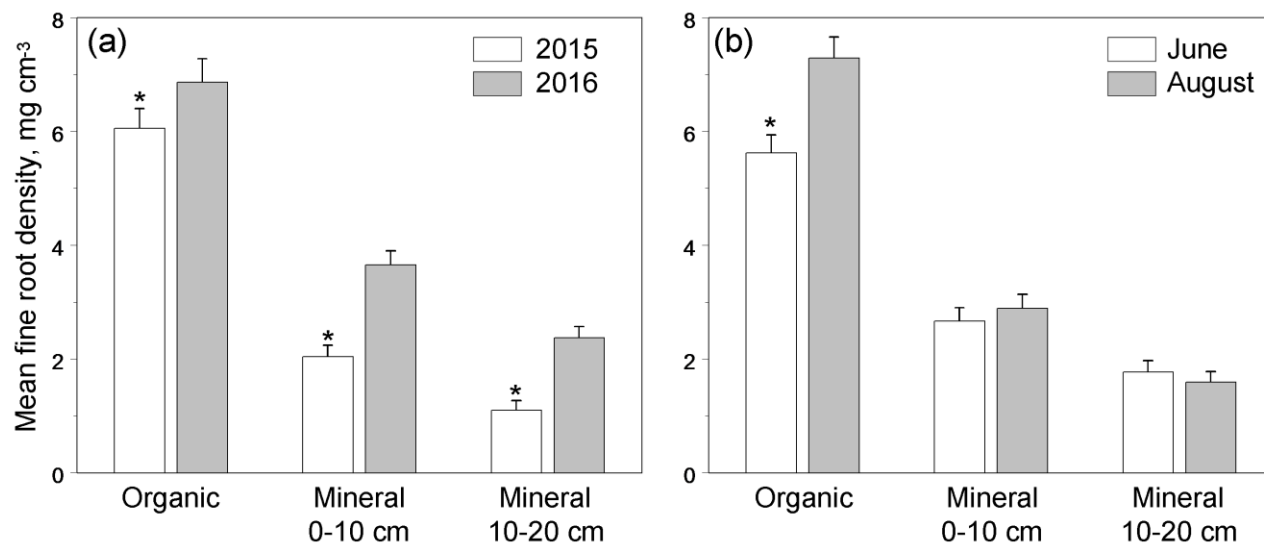 Mean fine root density, mg cm⁻³
(a)
2015
2016
8
6
4
2
0
*
*
*
Organic
Mineral
0-10 cm
Mineral
10-20 cm
(b)
June
August
8
6
4
2
0
*
Organic
Mineral
0-10 cm
Mineral
10-20 cm